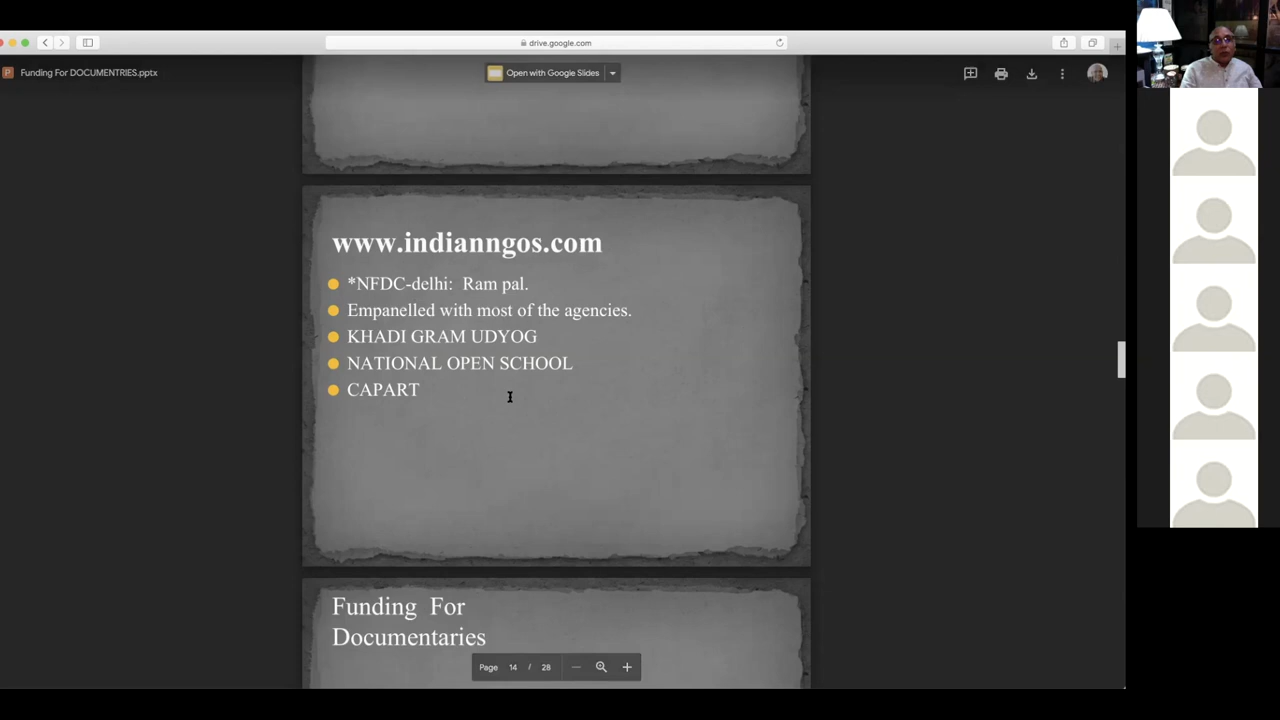 drive.google.com
Funding For DOCUMENTRIES.pptx
Open with Google Slides
www.indianngos.com
*NFDC-delhi: Ram pal.
Empanelled with most of the agencies.
KHADI GRAM UDYOG
NATIONAL OPEN SCHOOL
CAPART
Funding For
Documentaries
Page 14 / 28